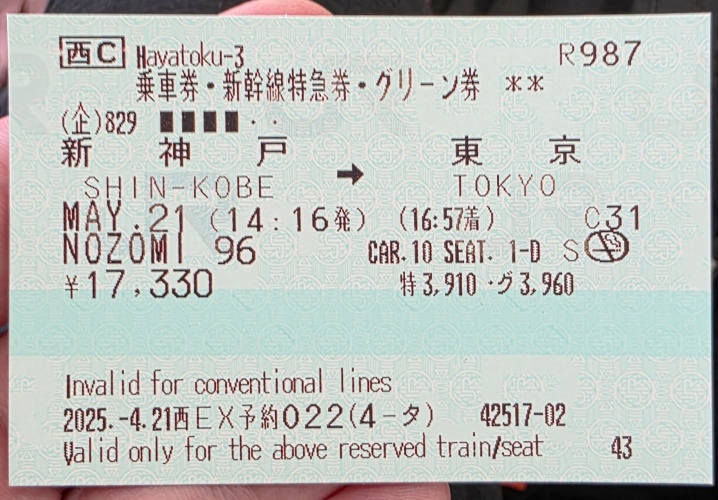 西C Hayatoku-3 R987
乗車券・新幹線特急券・グリーン券 **
(企)829 ■■■■・・
新神戸 → 東京
SHIN-KOBE TOKYO
MAY.21 (14:16発) (16:57着) C31
NOZOMI 96 CAR.10 SEAT. 1-D S
¥17,330 特3,910・グ3,960
Invalid for conventional lines
2025.-4.21西EX予約022(4-タ) 42517-02
Valid only for the above reserved train/seat 43